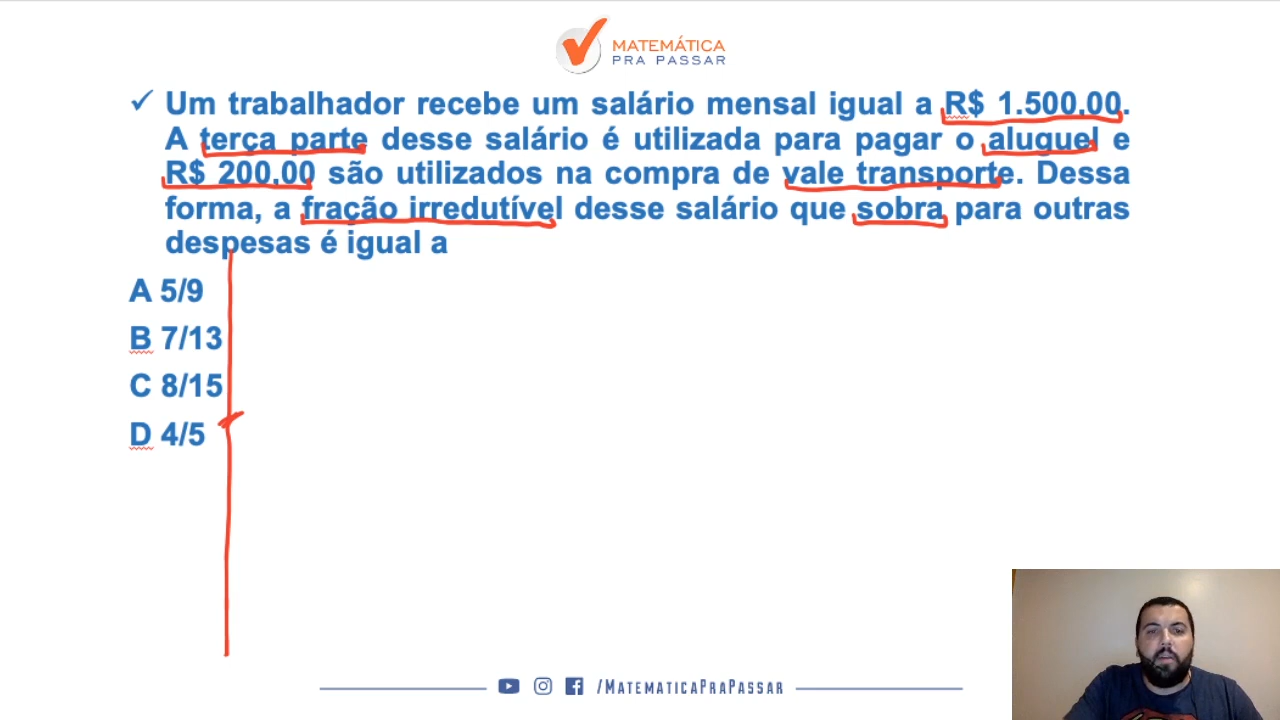 MATEMÁTICA
PRA PASSAR
✓ Um trabalhador recebe um salário mensal igual a R$ 1.500,00.
A terça parte desse salário é utilizada para pagar o aluguel e
R$ 200,00 são utilizados na compra de vale transporte. Dessa
forma, a fração irredutível desse salário que sobra para outras
despesas é igual a
A 5/9
B 7/13
C 8/15
D 4/5
/MATEMATICAPRAPASSAR